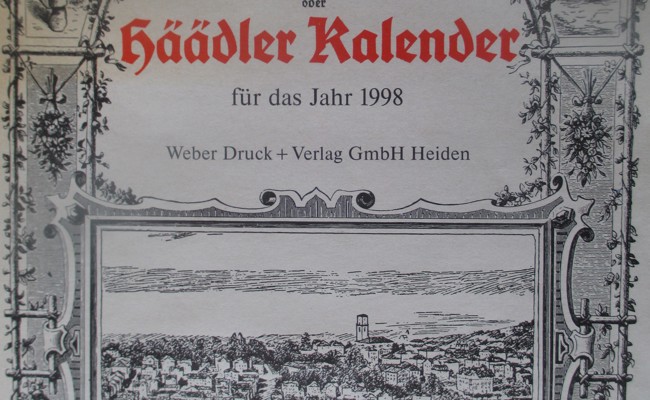 oder
Häädler Kalender
für das Jahr 1998
Weber Druck + Verlag GmbH Heiden